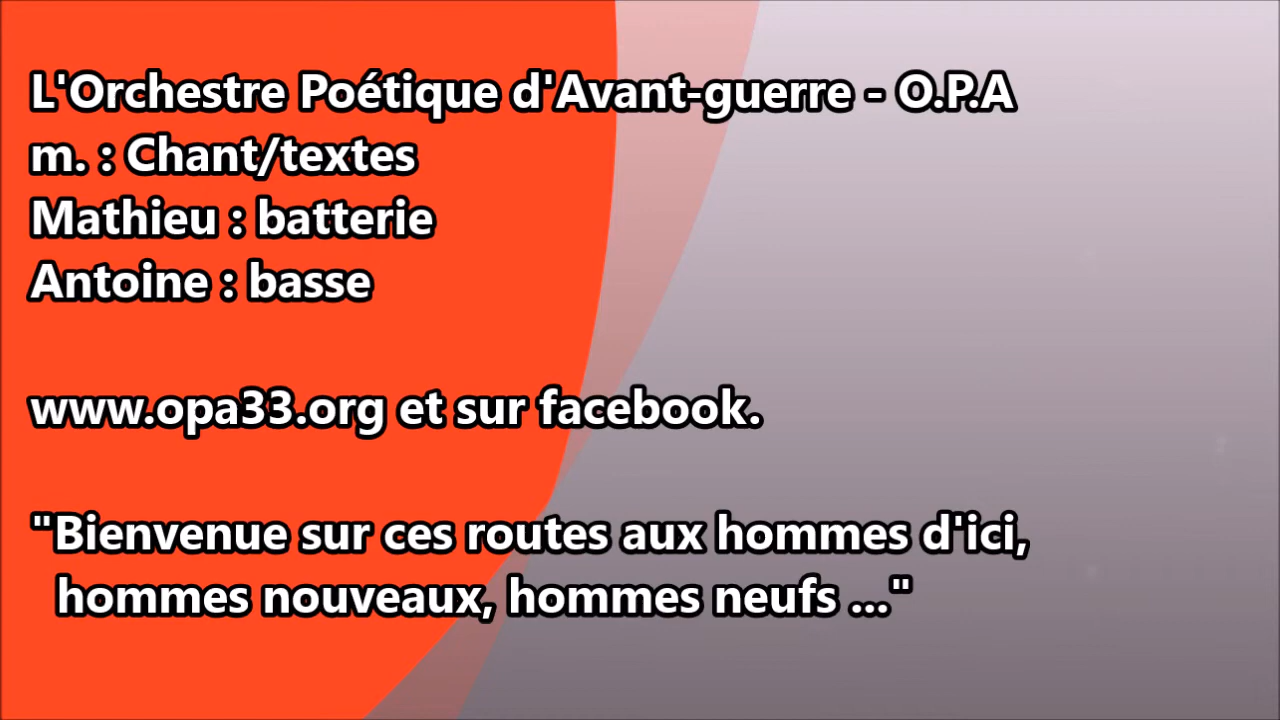 L'Orchestre Poétique d'Avant-guerre - O.P.A
m. : Chant/textes
Mathieu : batterie
Antoine : basse
www.opa33.org et sur facebook.
"Bienvenue sur ces routes aux hommes d'ici,
hommes nouveaux, hommes neufs ..."